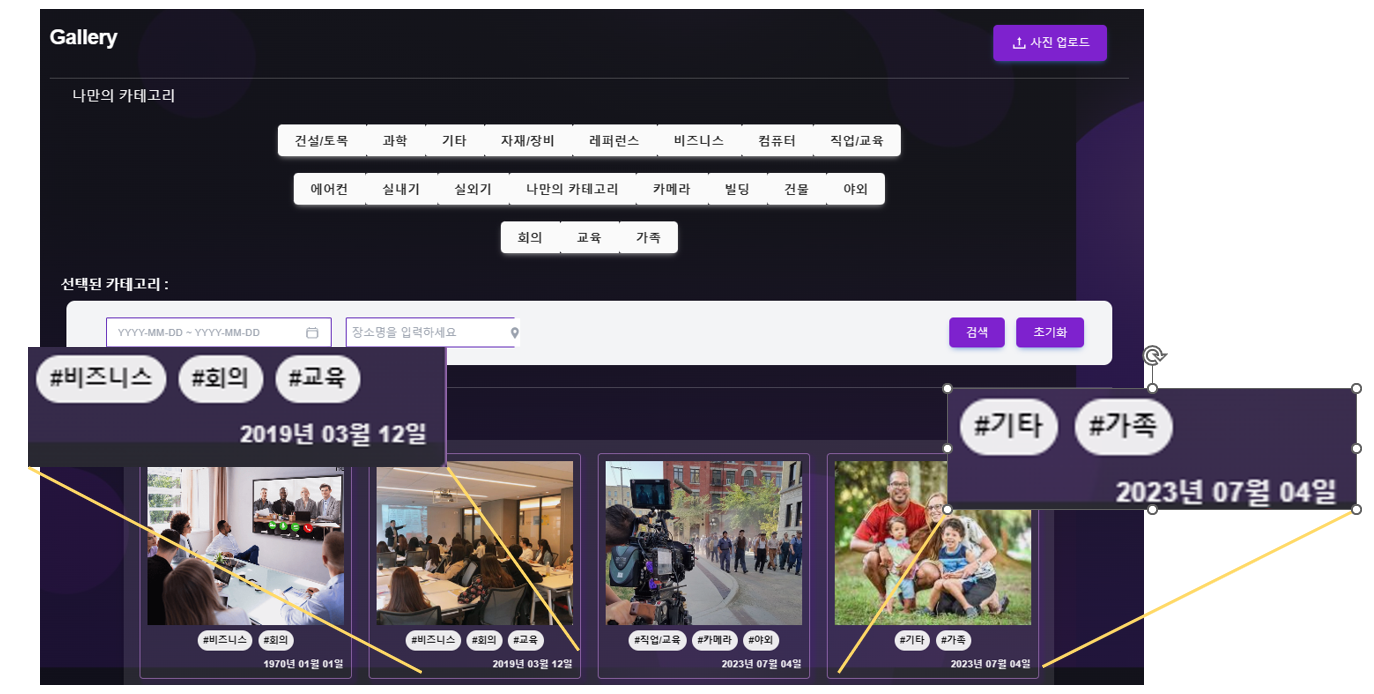 Gallery
사진 업로드
나만의 카테고리
건설/토목 과학 기타 자재/장비 레퍼런스 비즈니스 컴퓨터 직업/교육
에어컨 실내기 실외기 나만의 카테고리 카메라 빌딩 건물 야외
회의 교육 가족
선택된 카테고리 :
YYYY-MM-DD ~ YYYY-MM-DD 장소명을 입력하세요 검색 초기화
#비즈니스 #회의 #교육
2019년 03월 12일
#기타 #가족
2023년 07월 04일
#비즈니스 #회의
1970년 01월 01일
#비즈니스 #회의 #교육
2019년 03월 12일
#직업/교육 #카메라 #야외
2023년 07월 04일
#기타 #가족
2023년 07월 04일